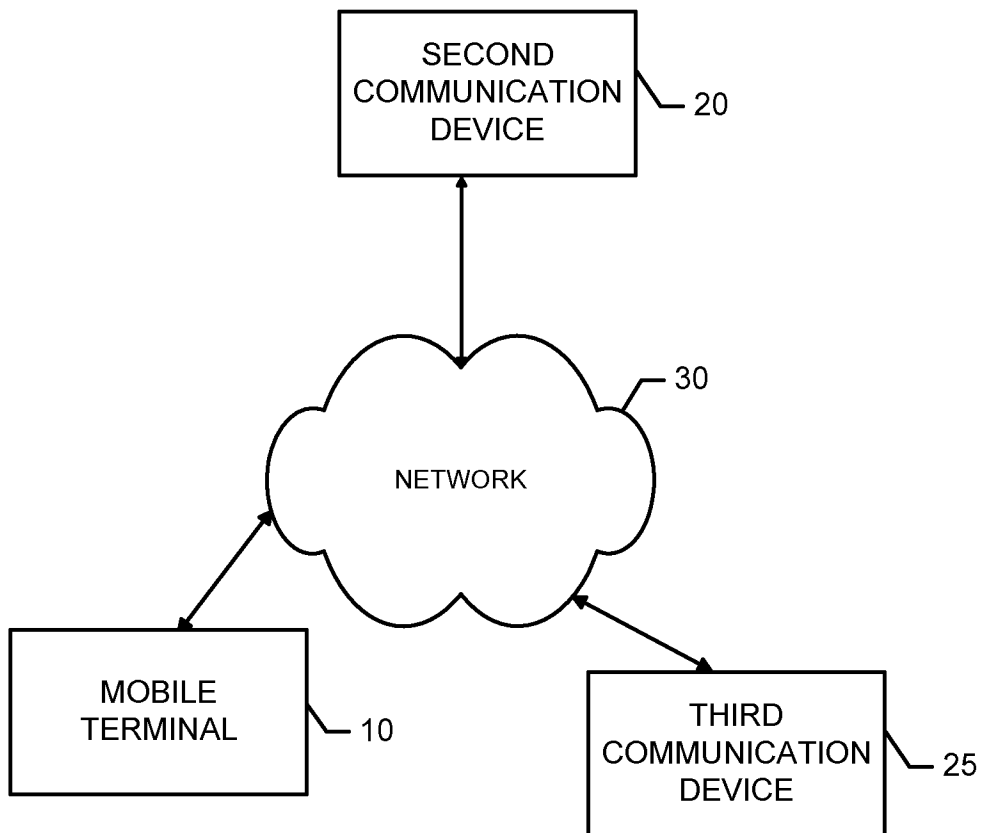 SECOND
COMMUNICATION
DEVICE
20
30
NETWORK
MOBILE
TERMINAL
10
THIRD
COMMUNICATION
DEVICE
25